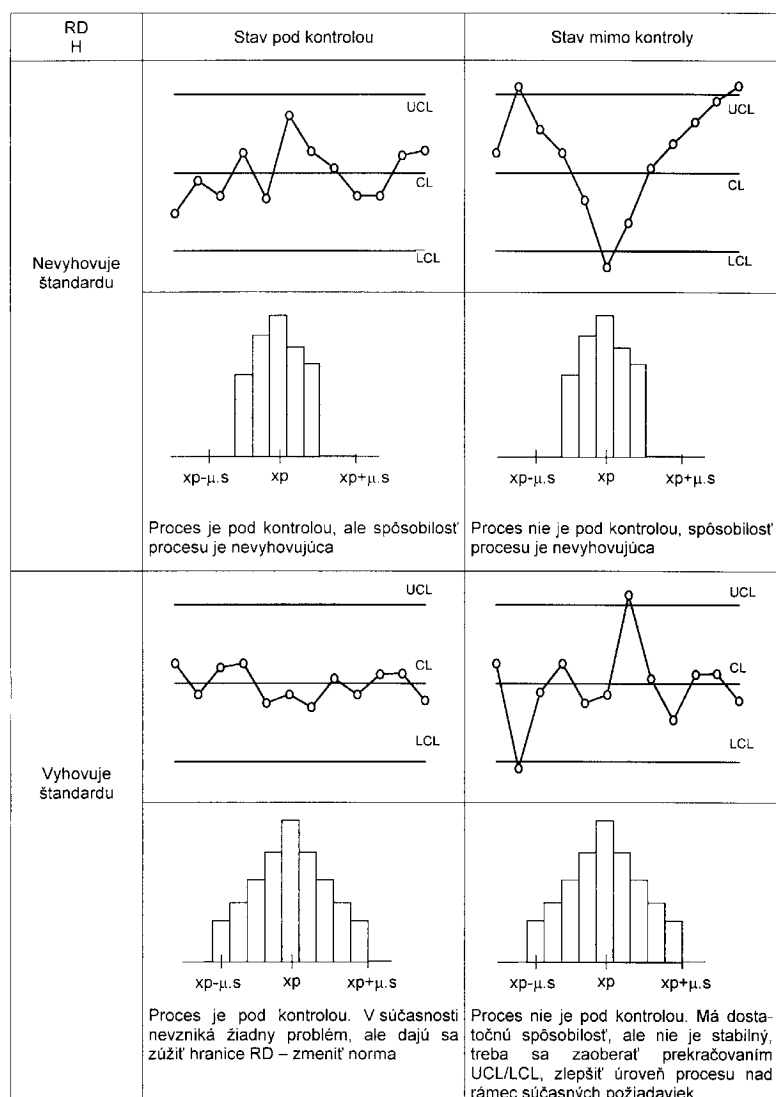 RD
H
Stav pod kontrolou
Stav mimo kontroly
Nevyhovuje
štandardu
UCL
CL
LCL
UCL
CL
LCL
xp-μ.s xp xp+μ.s
xp-μ.s xp xp+μ.s
Proces je pod kontrolou, ale spôsobilosť
procesu je nevyhovujúca
Proces nie je pod kontrolou, spôsobilosť
procesu je nevyhovujúca
Vyhovuje
štandardu
UCL
CL
LCL
UCL
CL
LCL
xp-μ.s xp xp+μ.s
xp-μ.s xp xp+μ.s
Proces je pod kontrolou. V súčasnosti
nevzniká žiadny problém, ale dajú sa
zúžiť hranice RD – zmeniť norma
Proces nie je pod kontrolou. Má dosta-
točnú spôsobilosť, ale nie je stabilný,
treba sa zaoberať prekračovaním
UCL/LCL, zlepšiť úroveň procesu nad
rámec súčasných požiadaviek